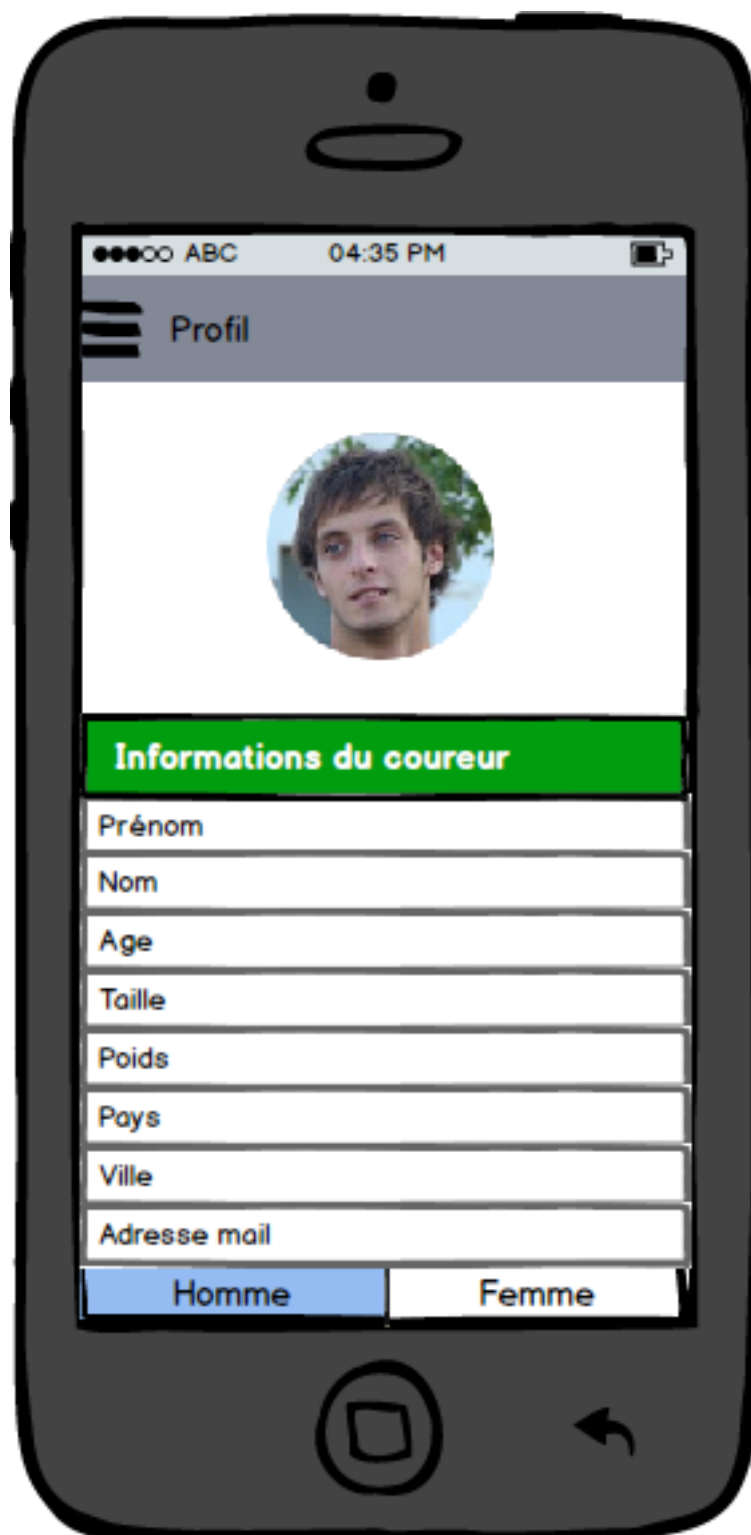 ABC 04:35 PM
Profil
Informations du coureur
Prénom
Nom
Age
Taille
Poids
Pays
Ville
Adresse mail
Homme Femme